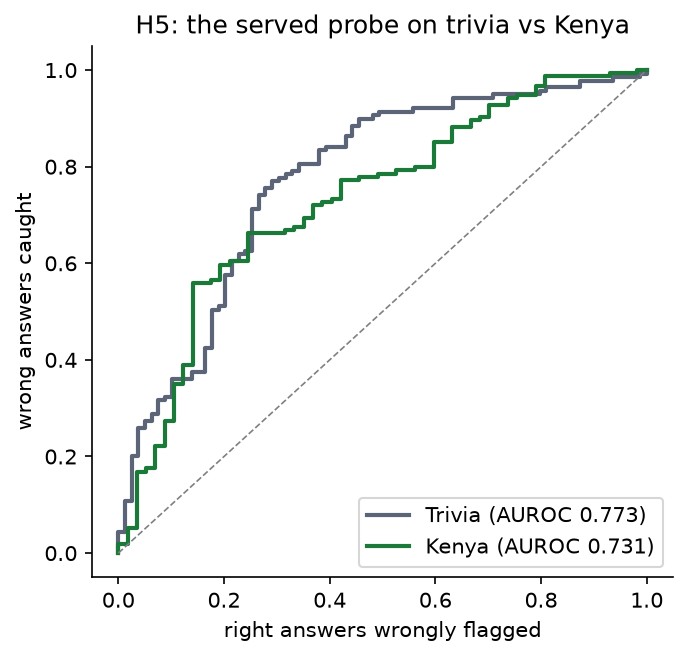 H5: the served probe on trivia vs Kenya
wrong answers caught
1.0
0.8
0.6
0.4
0.2
0.0
0.0 0.2 0.4 0.6 0.8 1.0
right answers wrongly flagged
Trivia (AUROC 0.773)
Kenya (AUROC 0.731)